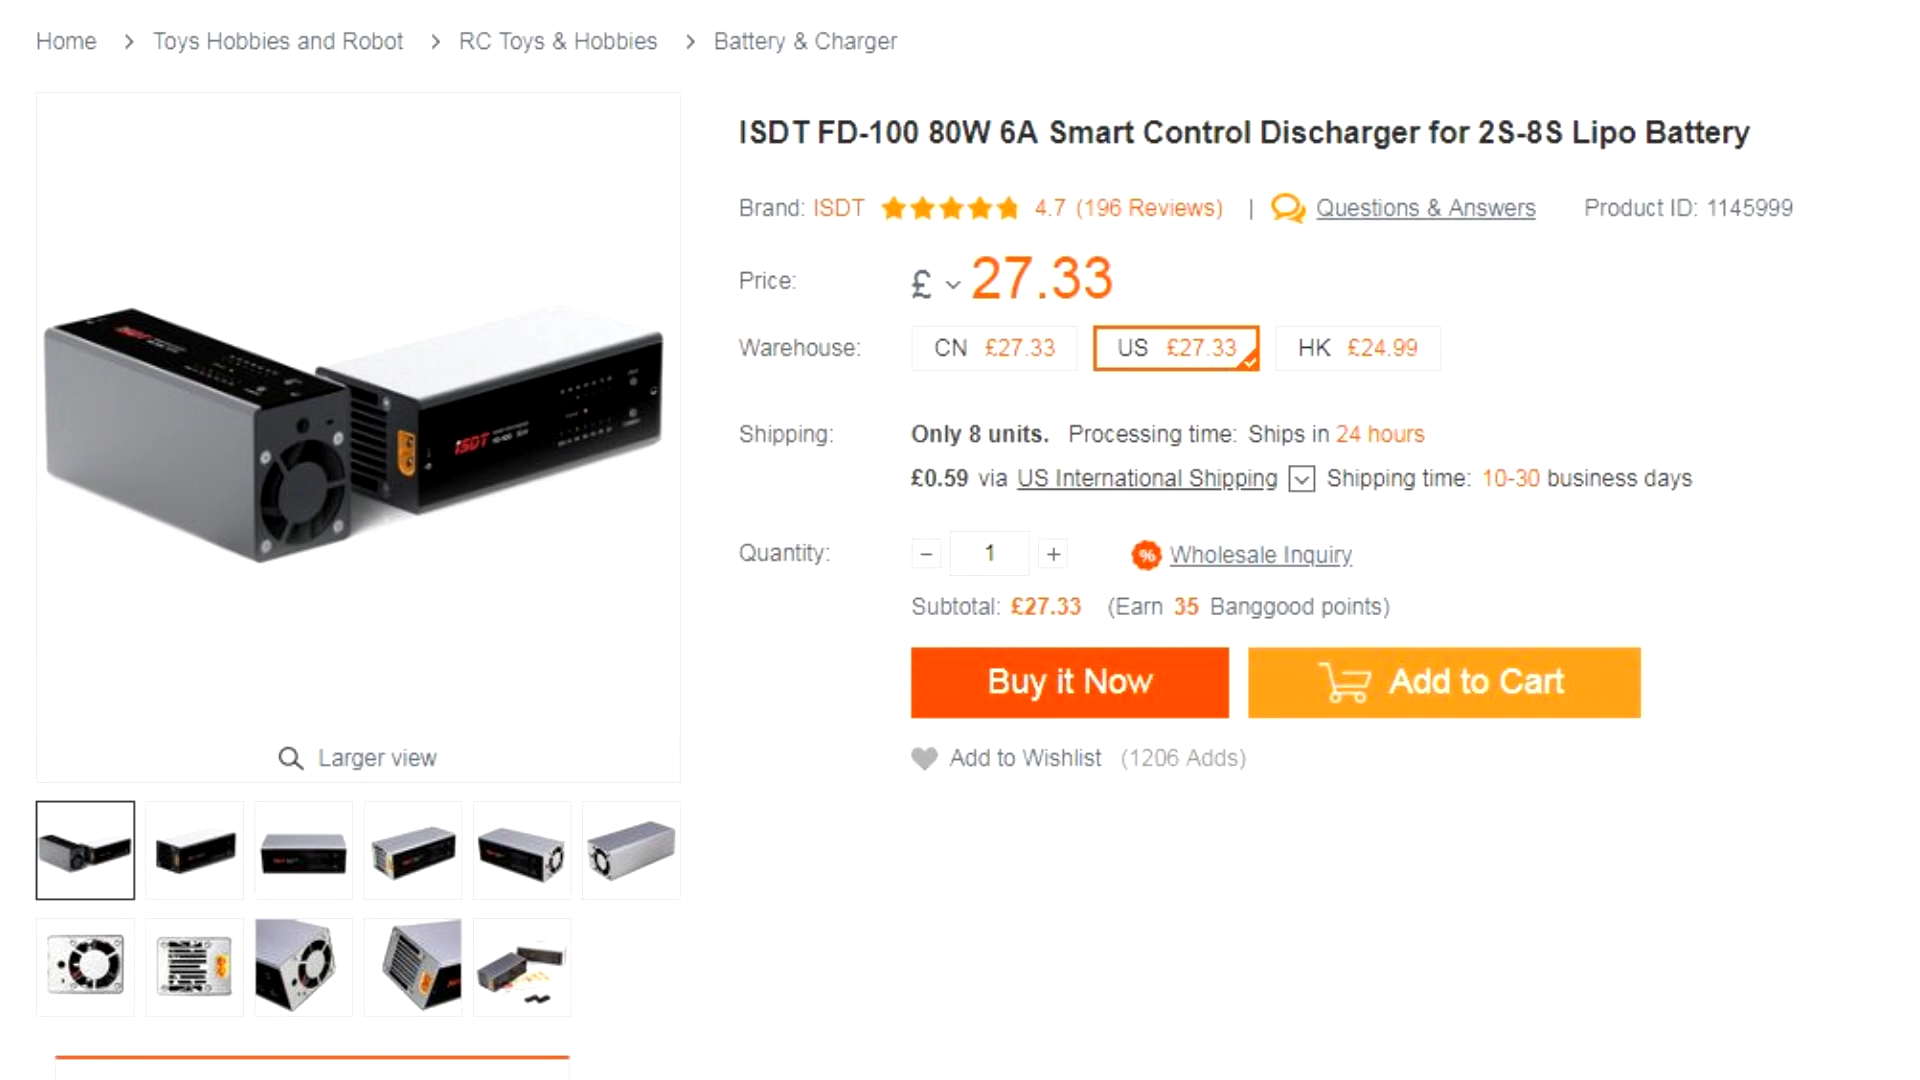 Home > Toys Hobbies and Robot > RC Toys & Hobbies > Battery & Charger
ISDT FD-100 80W 6A Smart Control Discharger for 2S-8S Lipo Battery
Brand: ISDT 4.7 (196 Reviews) | Questions & Answers Product ID: 1145999
Price: £ 27.33
Warehouse: CN £27.33 US £27.33 HK £24.99
Shipping: Only 8 units. Processing time: Ships in 24 hours
£0.59 via US International Shipping Shipping time: 10-30 business days
Quantity: − 1 + % Wholesale Inquiry
Subtotal: £27.33 (Earn 35 Banggood points)
Buy it Now Add to Cart
Add to Wishlist (1206 Adds)
ISDT
ISDT
Larger view